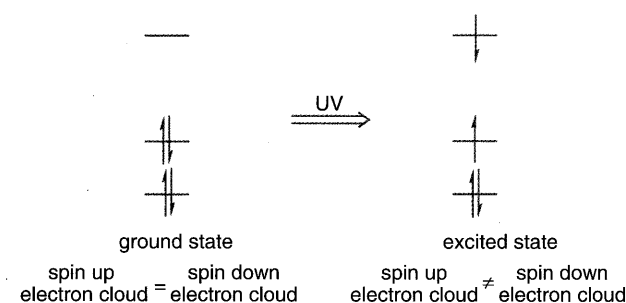 UV
ground state
excited state
spin up electron cloud = spin down electron cloud
spin up electron cloud ≠ spin down electron cloud